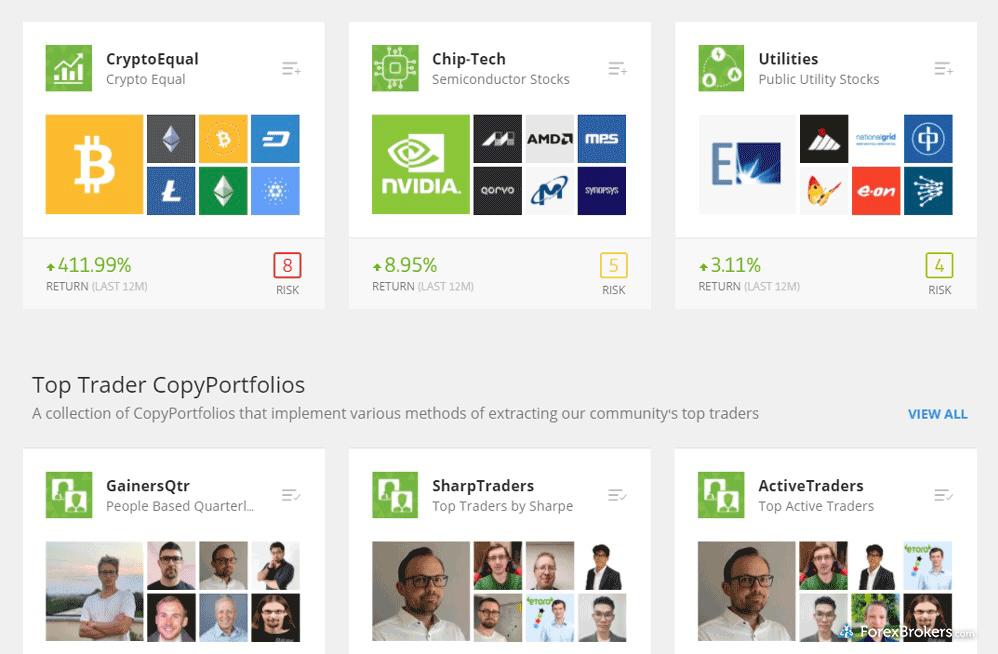 CryptoEqual
Crypto Equal
Chip-Tech
Semiconductor Stocks
Utilities
Public Utility Stocks
NVIDIA.
AMD
MPS
QORVO
SYNOPSYS
nationalgrid
e-on
411.99%
RETURN (LAST 12M)
8
RISK
8.95%
RETURN (LAST 12M)
5
RISK
3.11%
RETURN (LAST 12M)
4
RISK
Top Trader CopyPortfolios
A collection of CopyPortfolios that implement various methods of extracting our community's top traders
VIEW ALL
GainersQtr
People Based Quarterl...
SharpTraders
Top Traders by Sharpe
ActiveTraders
Top Active Traders
eTORO
eTORO
ForexBrokers.com